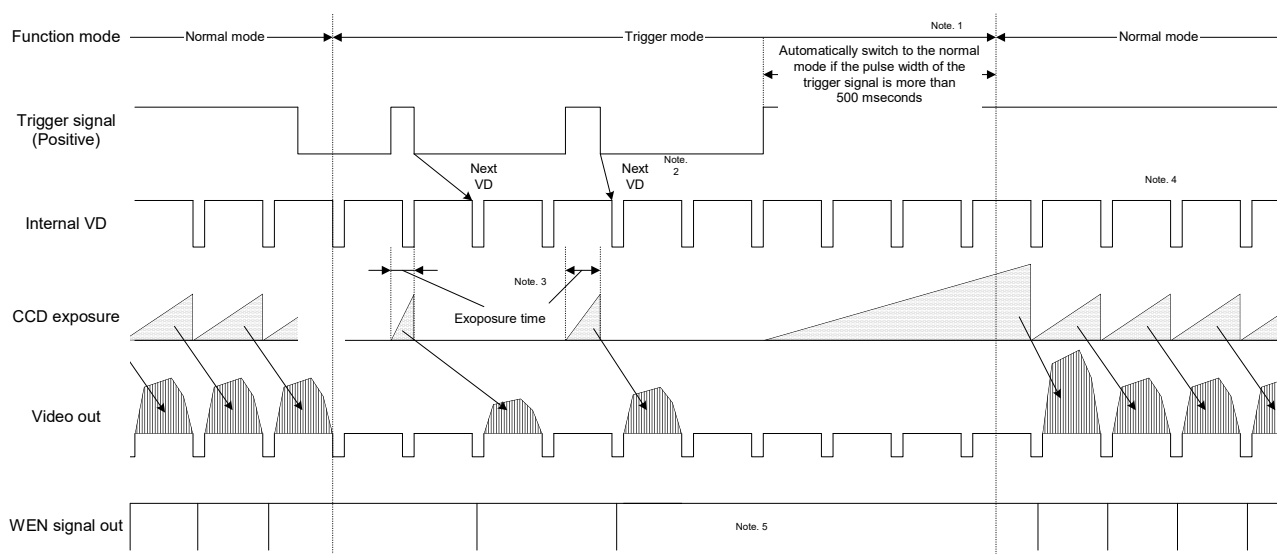 Note. 1
Function mode
Normal mode
Trigger mode
Normal mode
Automatically switch to the normal
mode if the pulse width of the
trigger signal is more than
500 mseconds
Trigger signal
(Positive)
Next
VD
Next
VD
Note.
2
Note. 4
Internal VD
Note. 3
CCD exposure
Exoposure time
Video out
WEN signal out
Note. 5